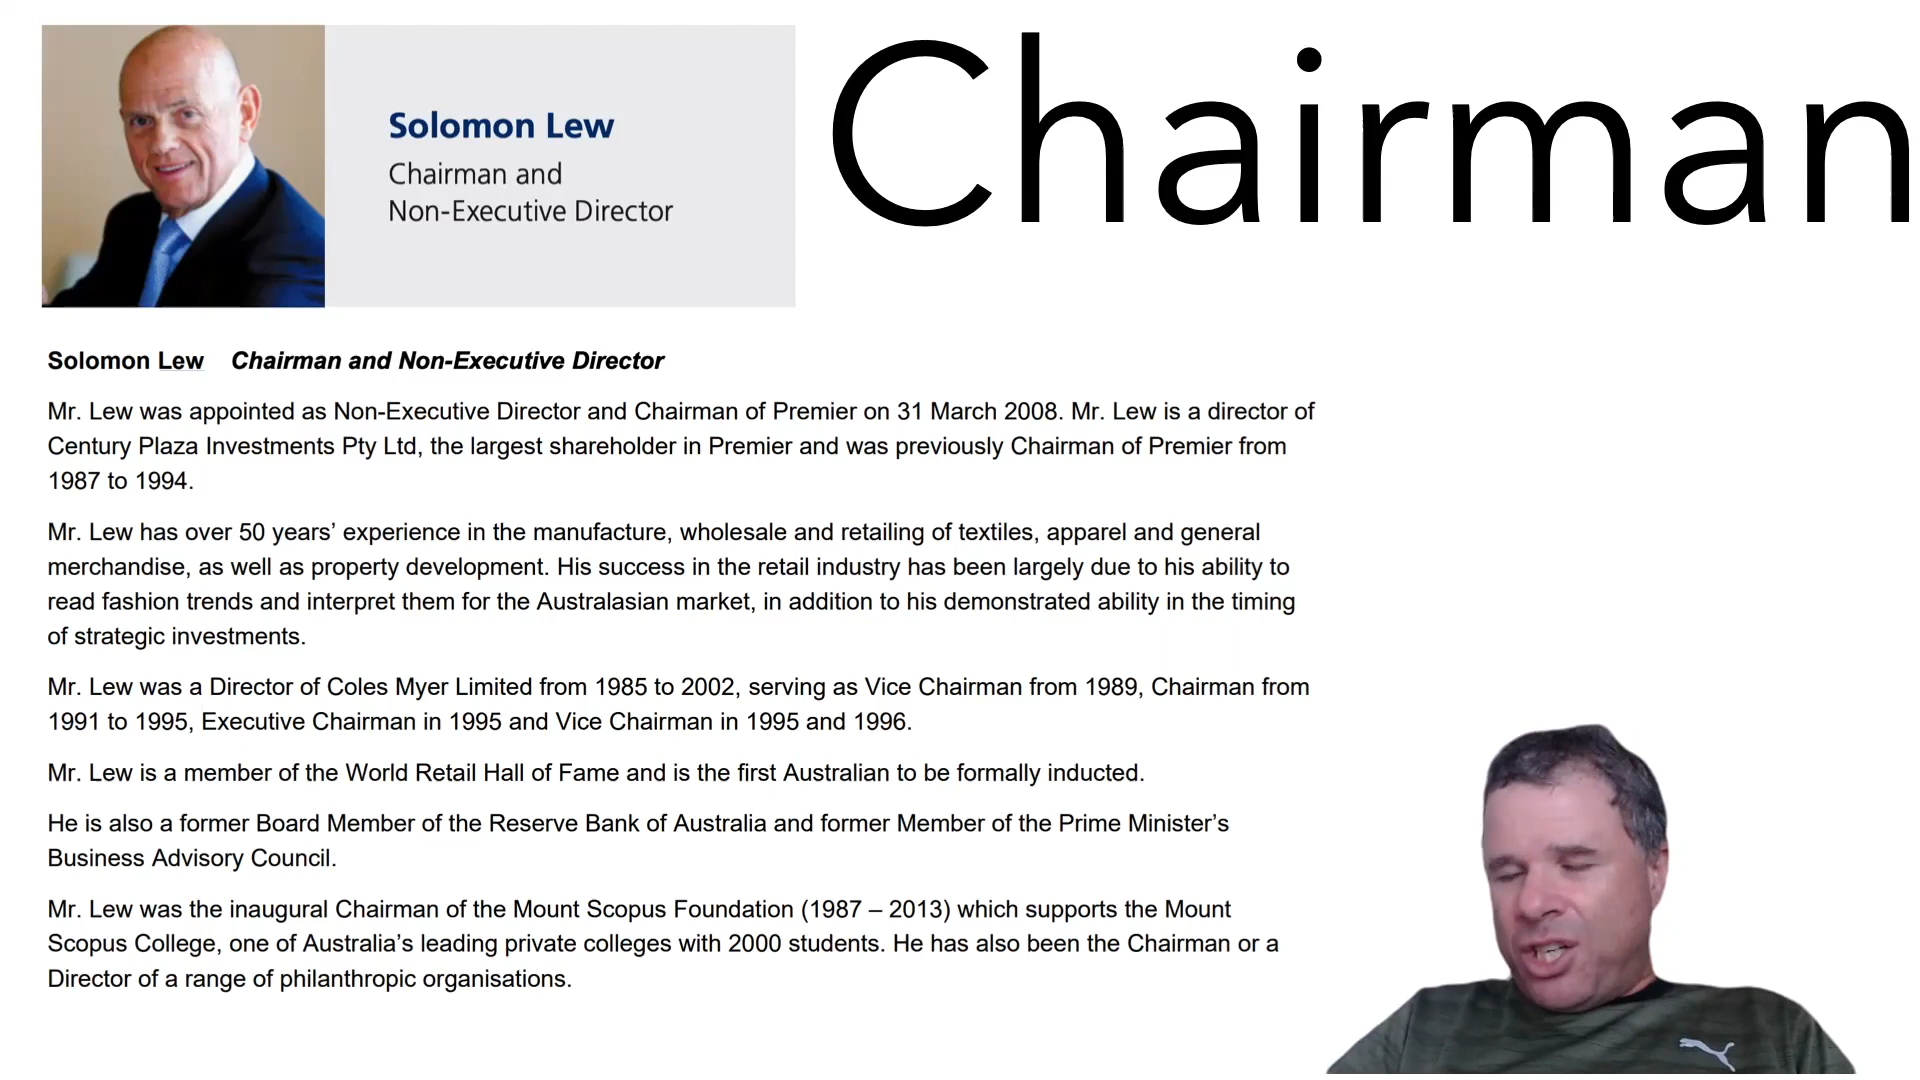 Chairman
Solomon Lew
Chairman and
Non-Executive Director
Solomon Lew Chairman and Non-Executive Director
Mr. Lew was appointed as Non-Executive Director and Chairman of Premier on 31 March 2008. Mr. Lew is a director of
Century Plaza Investments Pty Ltd, the largest shareholder in Premier and was previously Chairman of Premier from
1987 to 1994.
Mr. Lew has over 50 years’ experience in the manufacture, wholesale and retailing of textiles, apparel and general
merchandise, as well as property development. His success in the retail industry has been largely due to his ability to
read fashion trends and interpret them for the Australasian market, in addition to his demonstrated ability in the timing
of strategic investments.
Mr. Lew was a Director of Coles Myer Limited from 1985 to 2002, serving as Vice Chairman from 1989, Chairman from
1991 to 1995, Executive Chairman in 1995 and Vice Chairman in 1995 and 1996.
Mr. Lew is a member of the World Retail Hall of Fame and is the first Australian to be formally inducted.
He is also a former Board Member of the Reserve Bank of Australia and former Member of the Prime Minister’s
Business Advisory Council.
Mr. Lew was the inaugural Chairman of the Mount Scopus Foundation (1987 – 2013) which supports the Mount
Scopus College, one of Australia’s leading private colleges with 2000 students. He has also been the Chairman or a
Director of a range of philanthropic organisations.